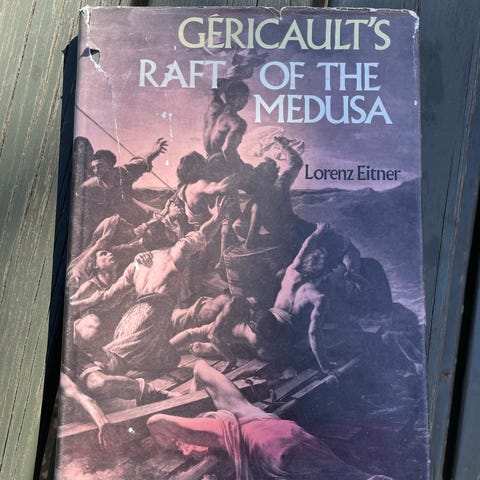 GÉRICAULT'S
RAFT OF THE
MEDUSA
Lorenz Eitner